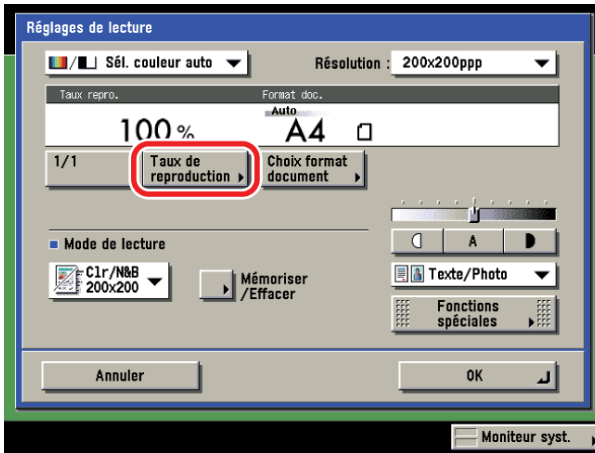 Réglages de lecture
Sél. couleur auto
Résolution : 200x200ppp
Taux repro. Format doc.
Auto
100 % A4
1/1 Taux de reproduction Choix format document
Mode de lecture
A
Clr/N&B 200x200
Mémoriser /Effacer
Texte/Photo
Fonctions spéciales
Annuler OK
Moniteur syst.